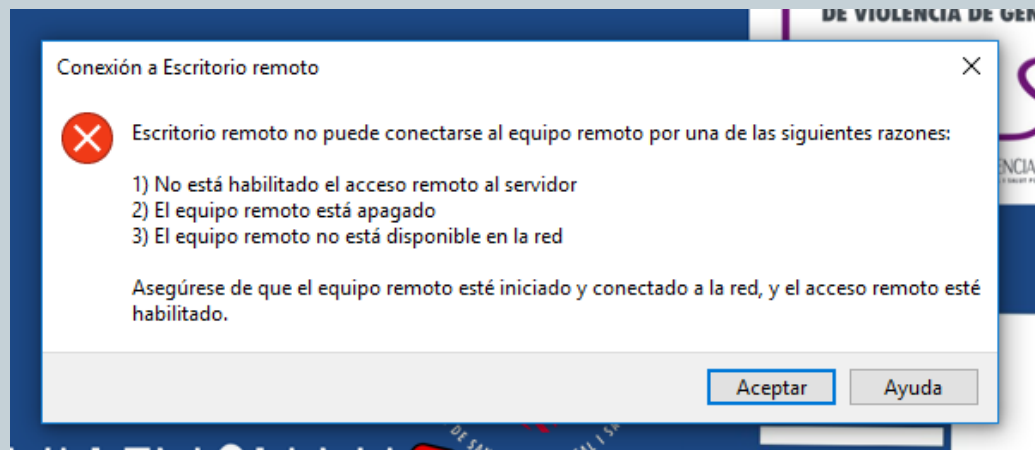 DE VIOLENCIA DE
Conexión a Escritorio remoto
Escritorio remoto no puede conectarse al equipo remoto por una de las siguientes razones:
1) No está habilitado el acceso remoto al servidor
2) El equipo remoto está apagado
3) El equipo remoto no está disponible en la red
Asegúrese de que el equipo remoto esté iniciado y conectado a la red, y el acceso remoto esté
habilitado.
Aceptar
Ayuda